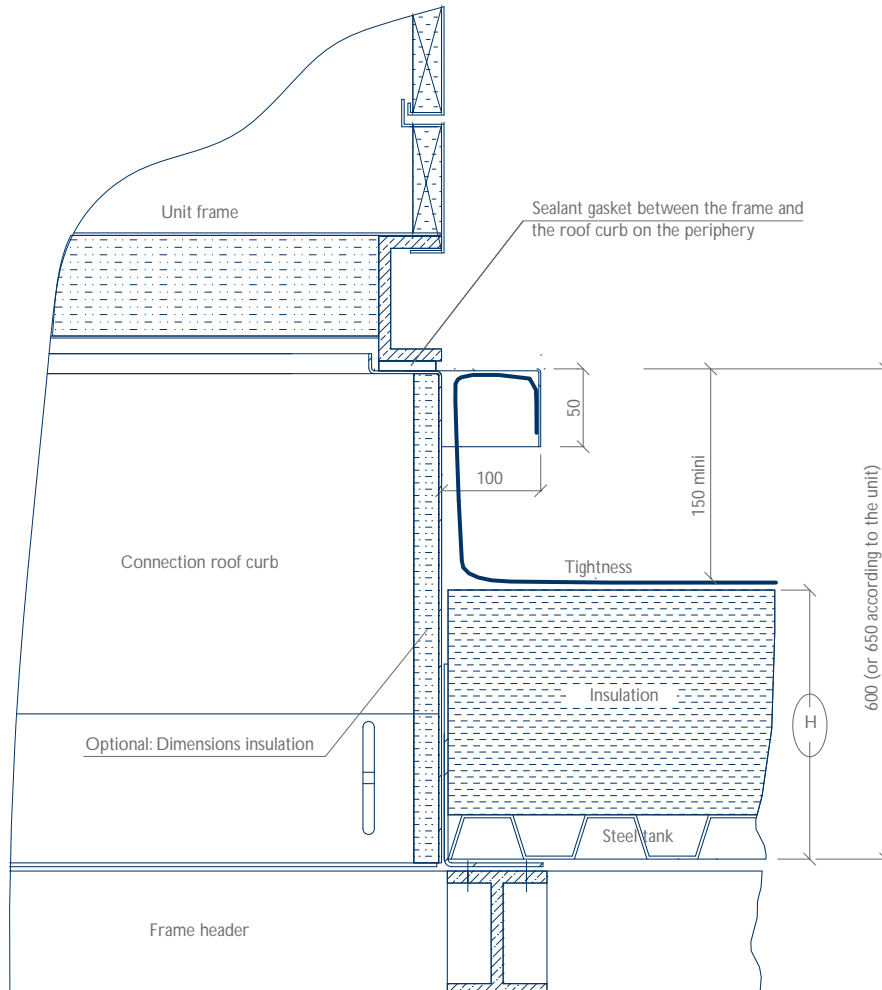 Unit frame
Sealant gasket between the frame and
the roof curb on the periphery
50
100
150 mini
600 (or 650 according to the unit)
Connection roof curb
Tightness
Insulation
H
Optional: Dimensions insulation
Steel tank
Frame header